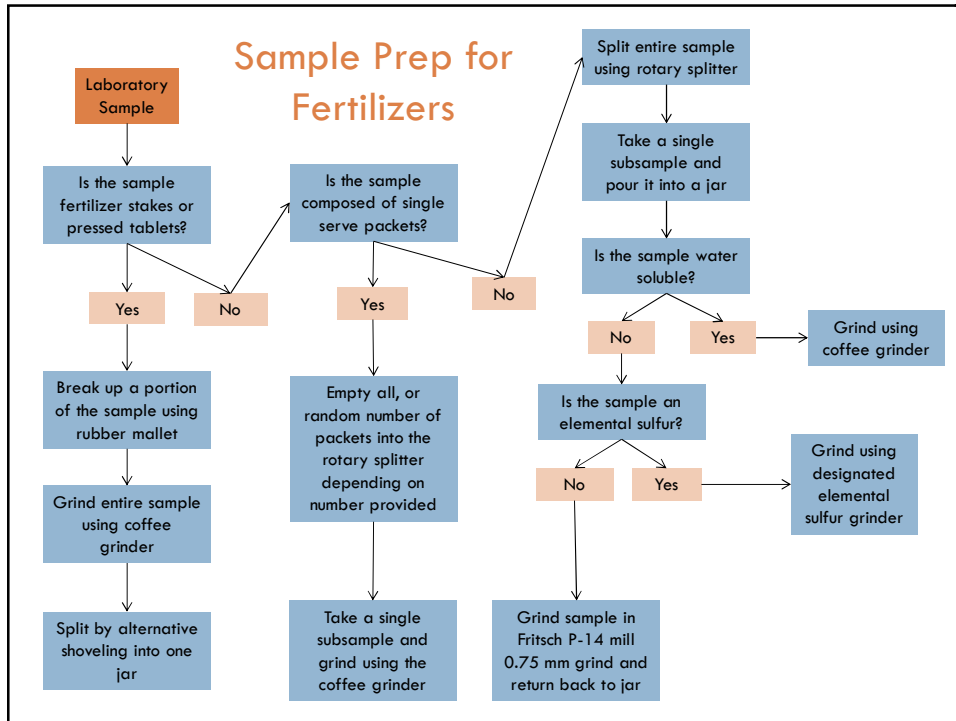 Sample Prep for
Fertilizers
Laboratory
Sample
Is the sample
fertilizer stakes or
pressed tablets?
Yes
No
Break up a portion
of the sample using
rubber mallet
Grind entire sample
using coffee
grinder
Split by alternative
shoveling into one
jar
Is the sample
composed of single
serve packets?
Yes
No
Empty all, or
random number of
packets into the
rotary splitter
depending on
number provided
Take a single
subsample and
grind using the
coffee grinder
Split entire sample
using rotary splitter
Take a single
subsample and
pour it into a jar
Is the sample water
soluble?
No
Yes
Grind using
coffee grinder
Is the sample an
elemental sulfur?
No
Yes
Grind using
designated
elemental
sulfur grinder
Grind sample in
Fritsch P-14 mill
0.75 mm grind and
return back to jar